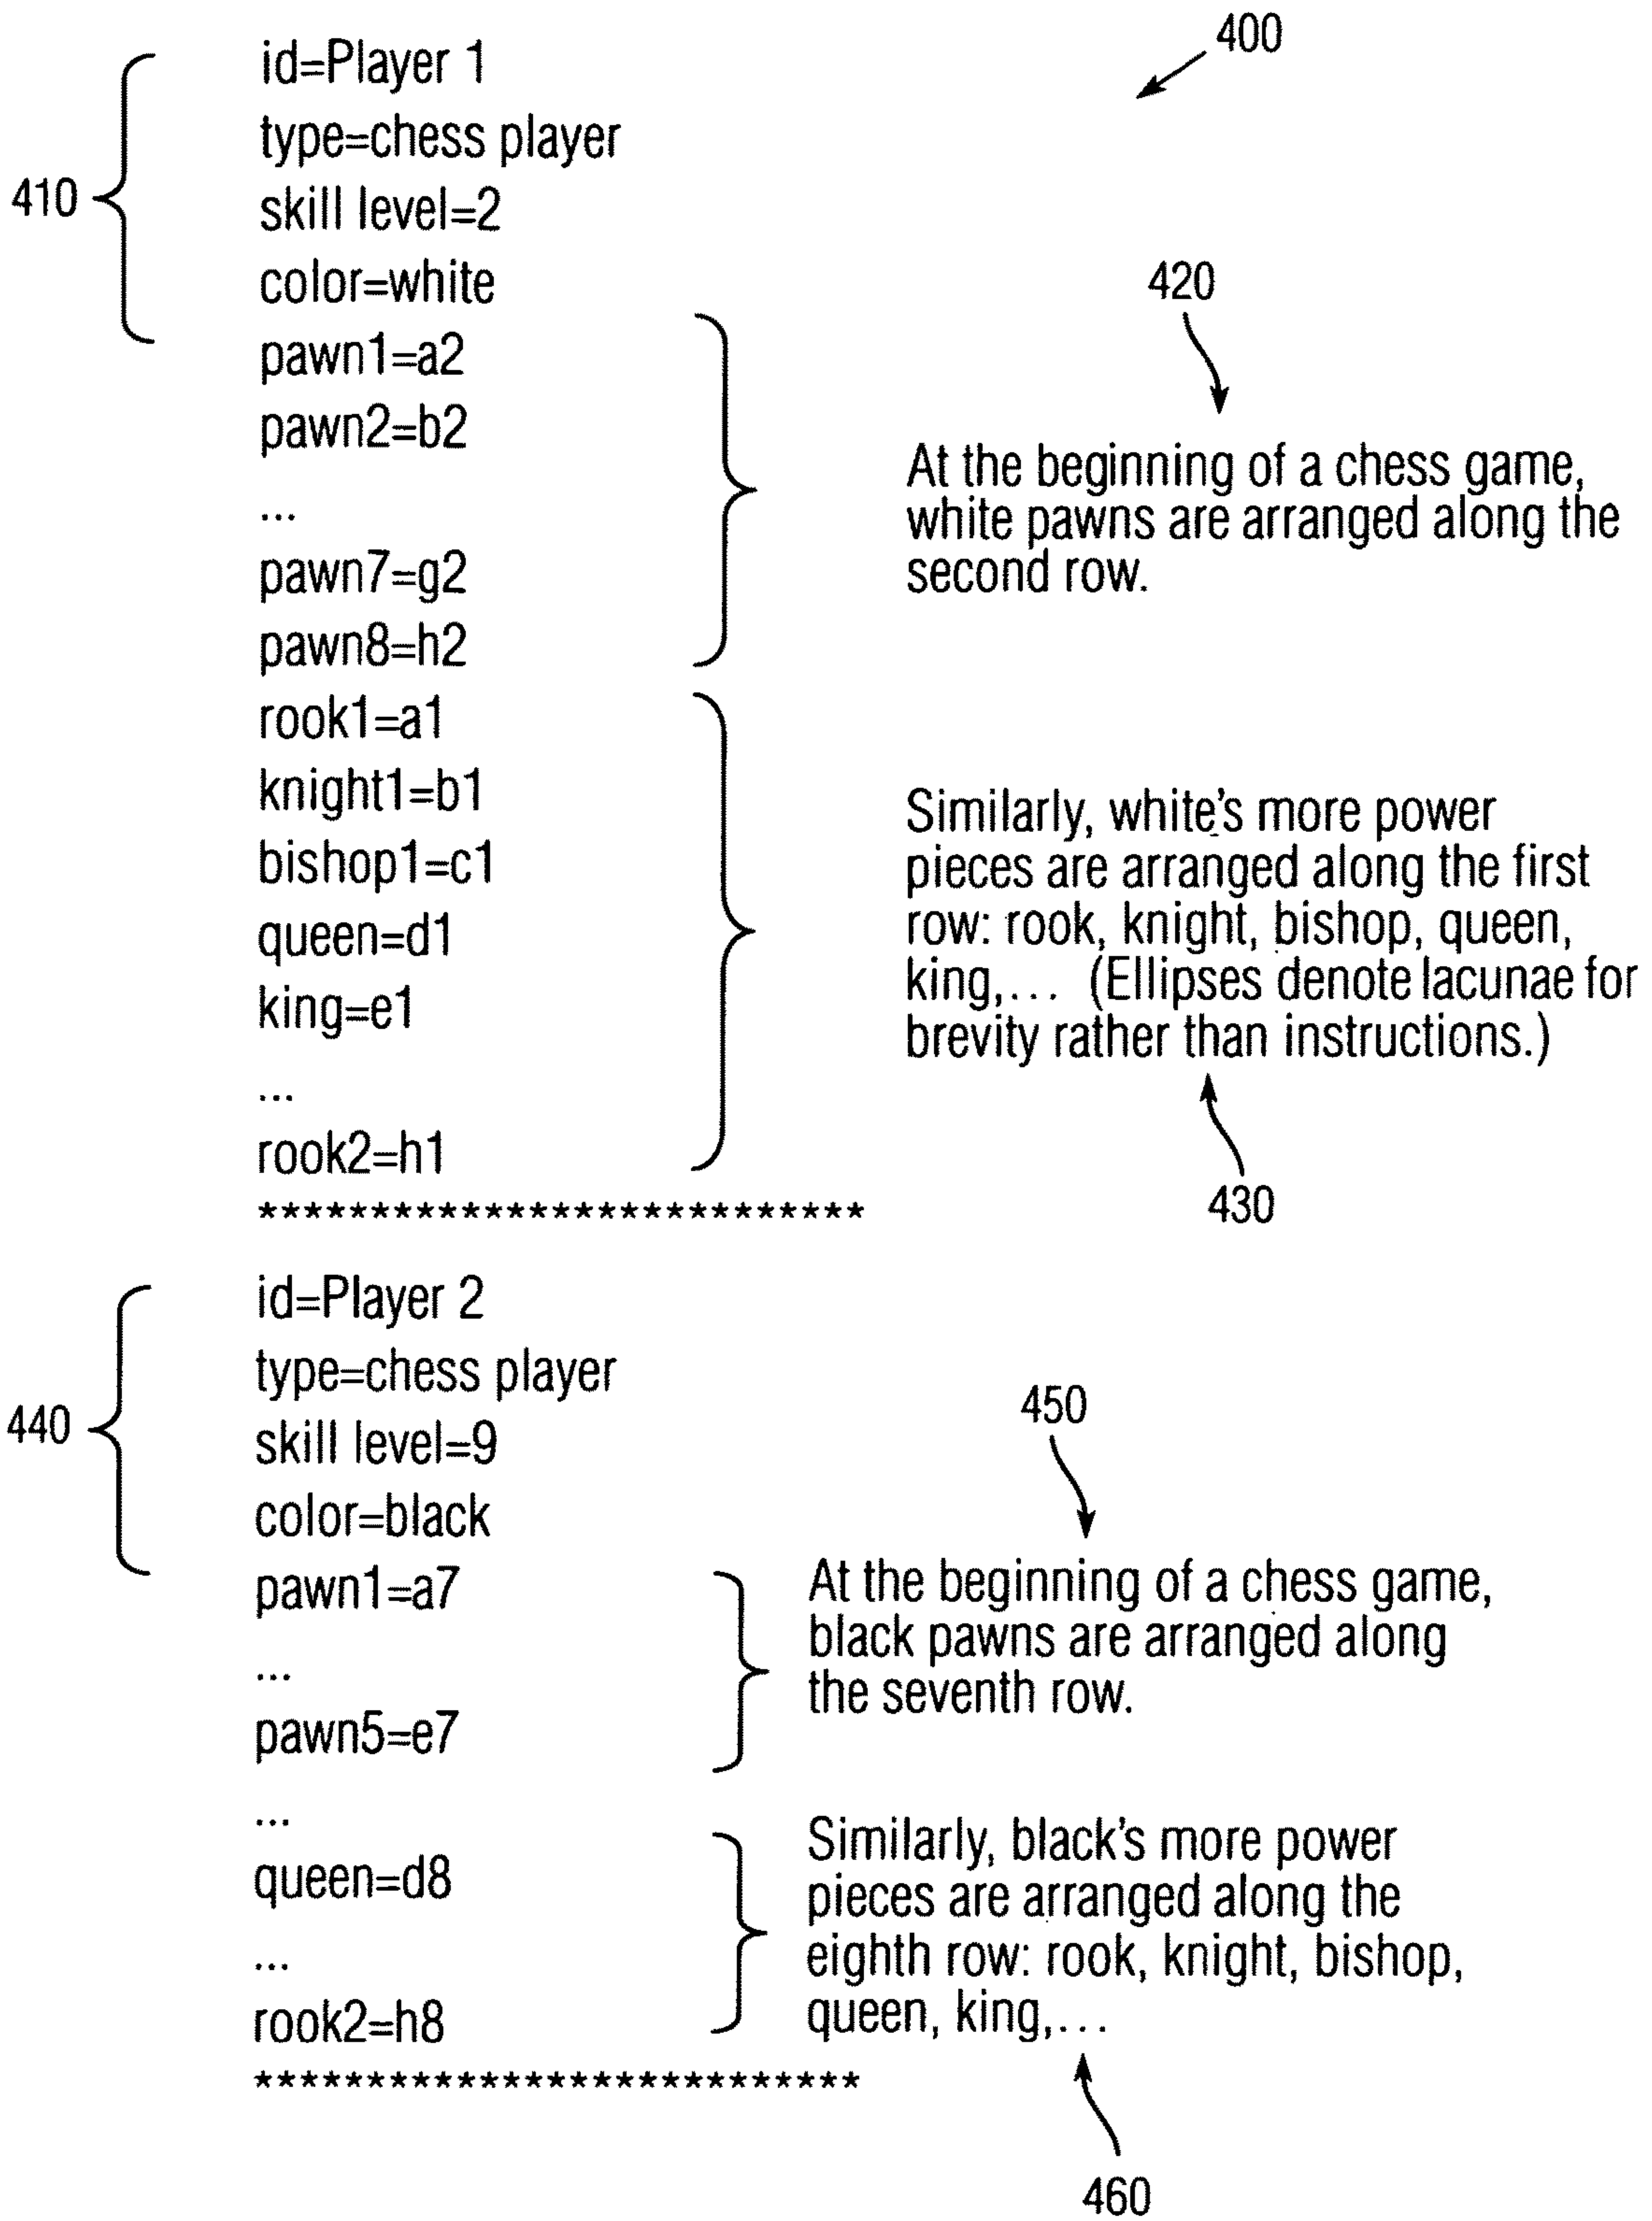 400
id=Player 1
type=chess player
410
skill level=2
color=white
420
pawn1=a2
pawn2=b2
...
pawn7=g2
pawn8=h2
At the beginning of a chess game,
white pawns are arranged along the
second row.
rook1=a1
knight1=b1
bishop1=c1
queen=d1
king=e1
...
rook2=h1
Similarly, white's more power
pieces are arranged along the first
row: rook, knight, bishop, queen,
king,... (Ellipses denote lacunae for
brevity rather than instructions.)
430
***************************
id=Player 2
type=chess player
440
skill level=9
color=black
450
pawn1=a7
...
pawn5=e7
At the beginning of a chess game,
black pawns are arranged along
the seventh row.
...
queen=d8
...
rook2=h8
Similarly, black's more power
pieces are arranged along the
eighth row: rook, knight, bishop,
queen, king,...
***************************
460